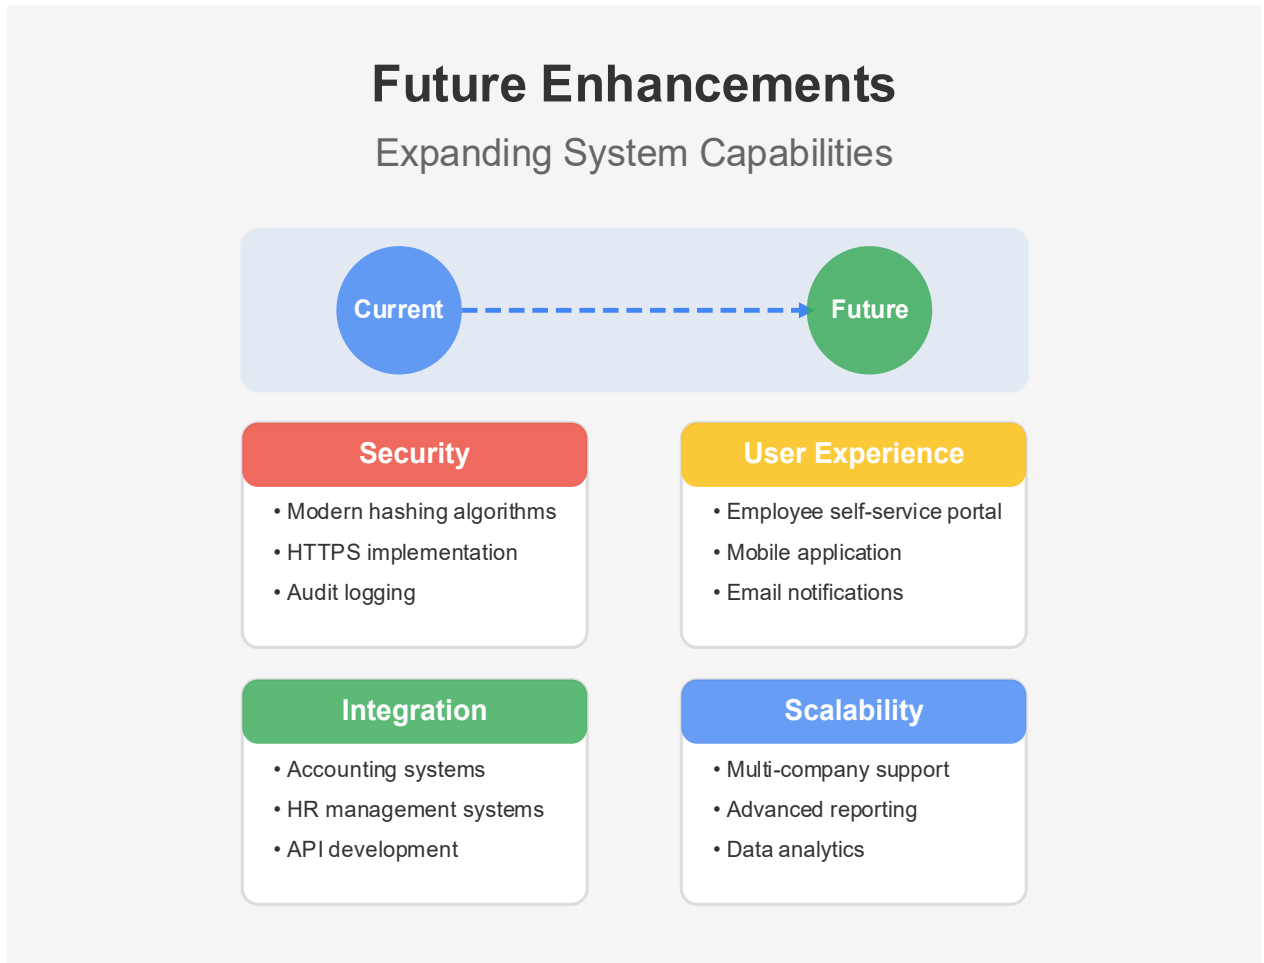 Future Enhancements
Expanding System Capabilities
Current
Future
Security
• Modern hashing algorithms
• HTTPS implementation
• Audit logging
User Experience
• Employee self-service portal
• Mobile application
• Email notifications
Integration
• Accounting systems
• HR management systems
• API development
Scalability
• Multi-company support
• Advanced reporting
• Data analytics